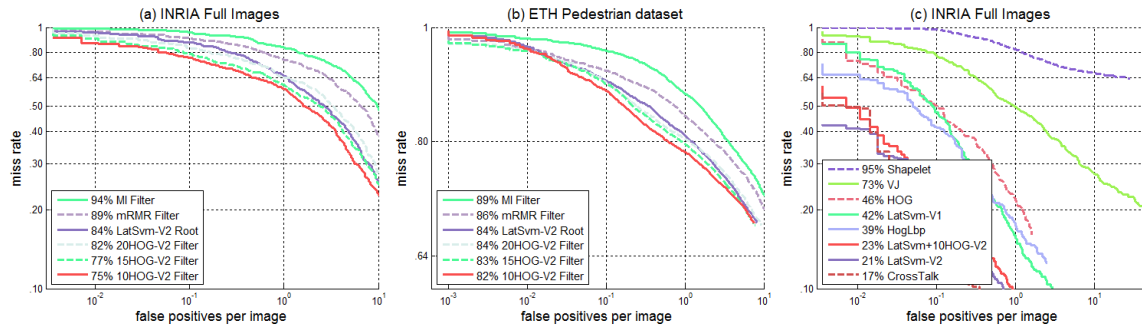 (a) INRIA Full Images
1
.80
.64
.50
.40
.30
.20
.10
miss rate
94% MI Filter
89% mRMR Filter
84% LatSvm-V2 Root
82% 20HOG-V2 Filter
77% 15HOG-V2 Filter
75% 10HOG-V2 Filter
10^-2
10^-1
10^0
10^1
false positives per image
(b) ETH Pedestrian dataset
1
.80
.64
miss rate
89% MI Filter
86% mRMR Filter
84% LatSvm-V2 Root
84% 20HOG-V2 Filter
83% 15HOG-V2 Filter
82% 10HOG-V2 Filter
10^-3
10^-2
10^-1
10^0
10^1
false positives per image
(c) INRIA Full Images
1
.80
.64
.50
.40
.30
.20
.10
miss rate
95% Shapelet
73% VJ
46% HOG
42% LatSvm-V1
39% HogLbp
23% LatSvm+10HOG-V2
21% LatSvm-V2
17% CrossTalk
10^-2
10^-1
10^0
10^1
false positives per image